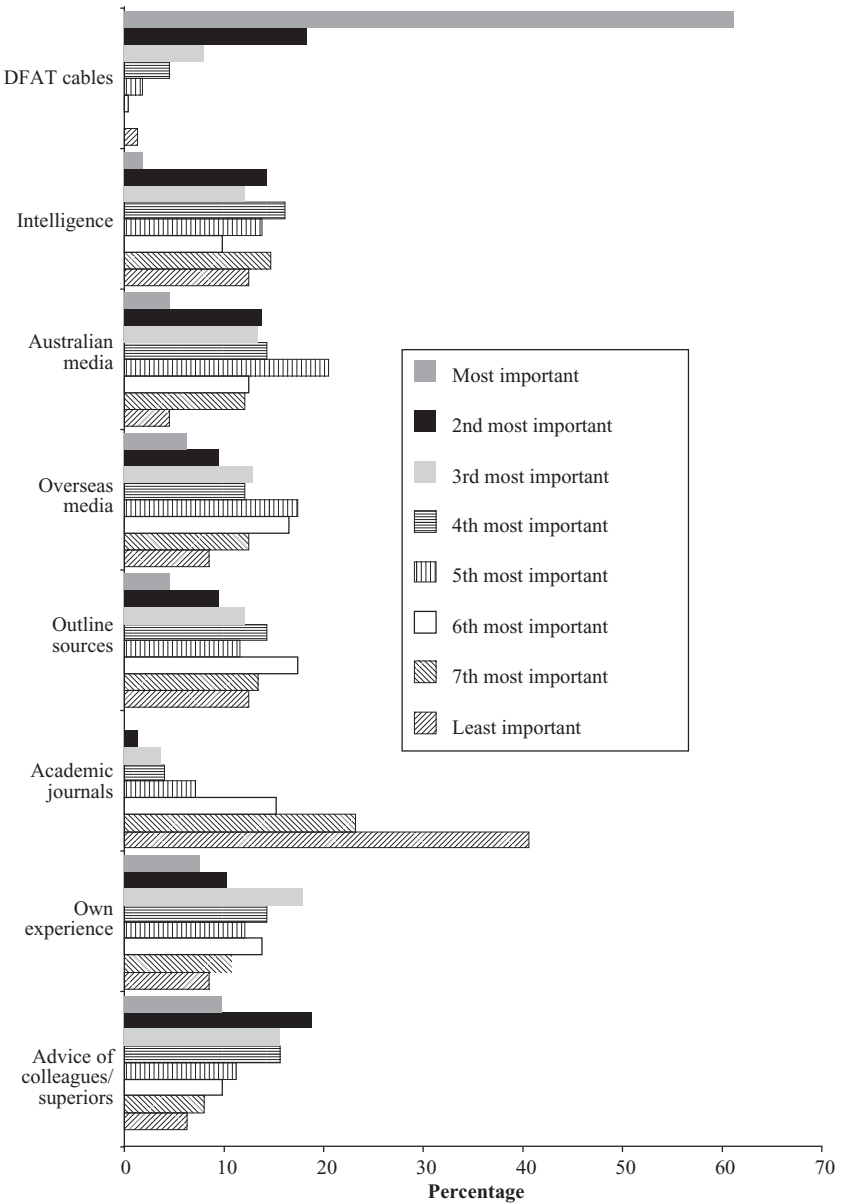 DFAT cables
Intelligence
Australian
media
Overseas
media
Outline
sources
Academic
journals
Own
experience
Advice of
colleagues/
superiors
Most important
2nd most important
3rd most important
4th most important
5th most important
6th most important
7th most important
Least important
0 10 20 30 40 50 60 70
Percentage